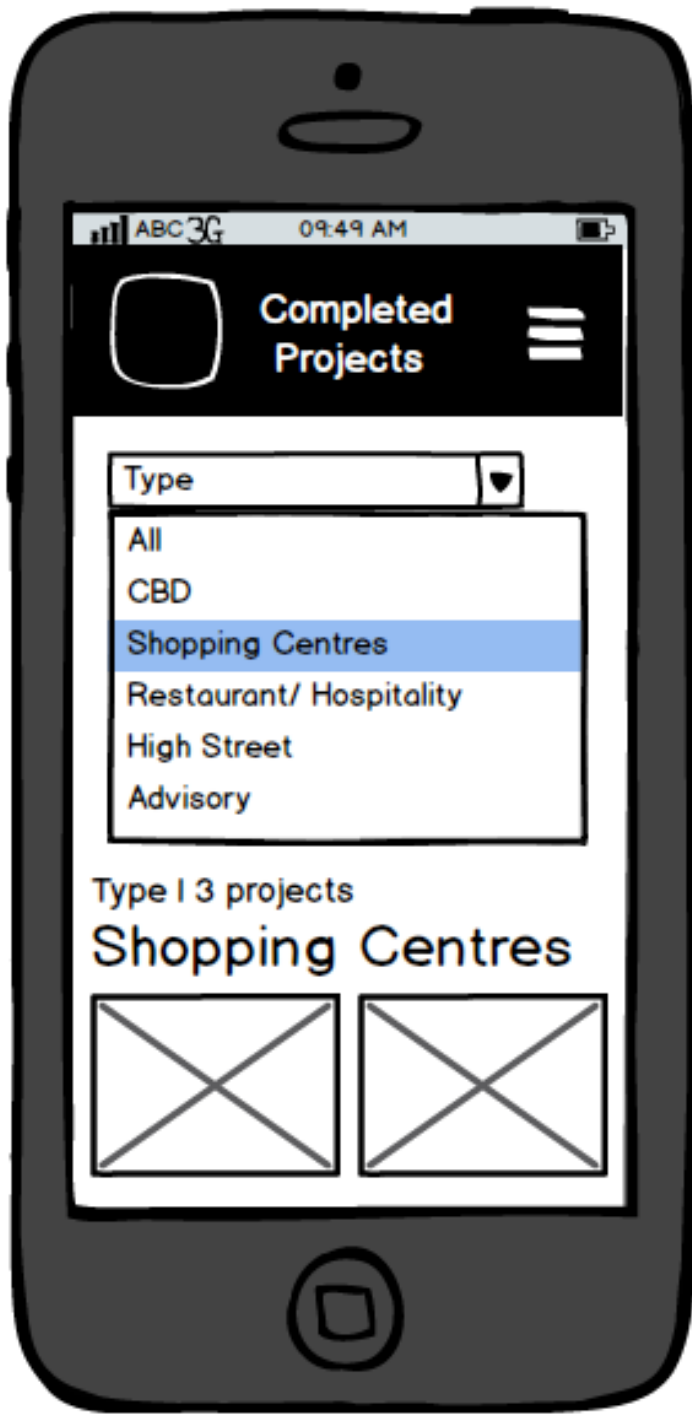 ABC 3G 09:49 AM
Completed
Projects
Type
All
CBD
Shopping Centres
Restaurant/ Hospitality
High Street
Advisory
Type | 3 projects
Shopping Centres